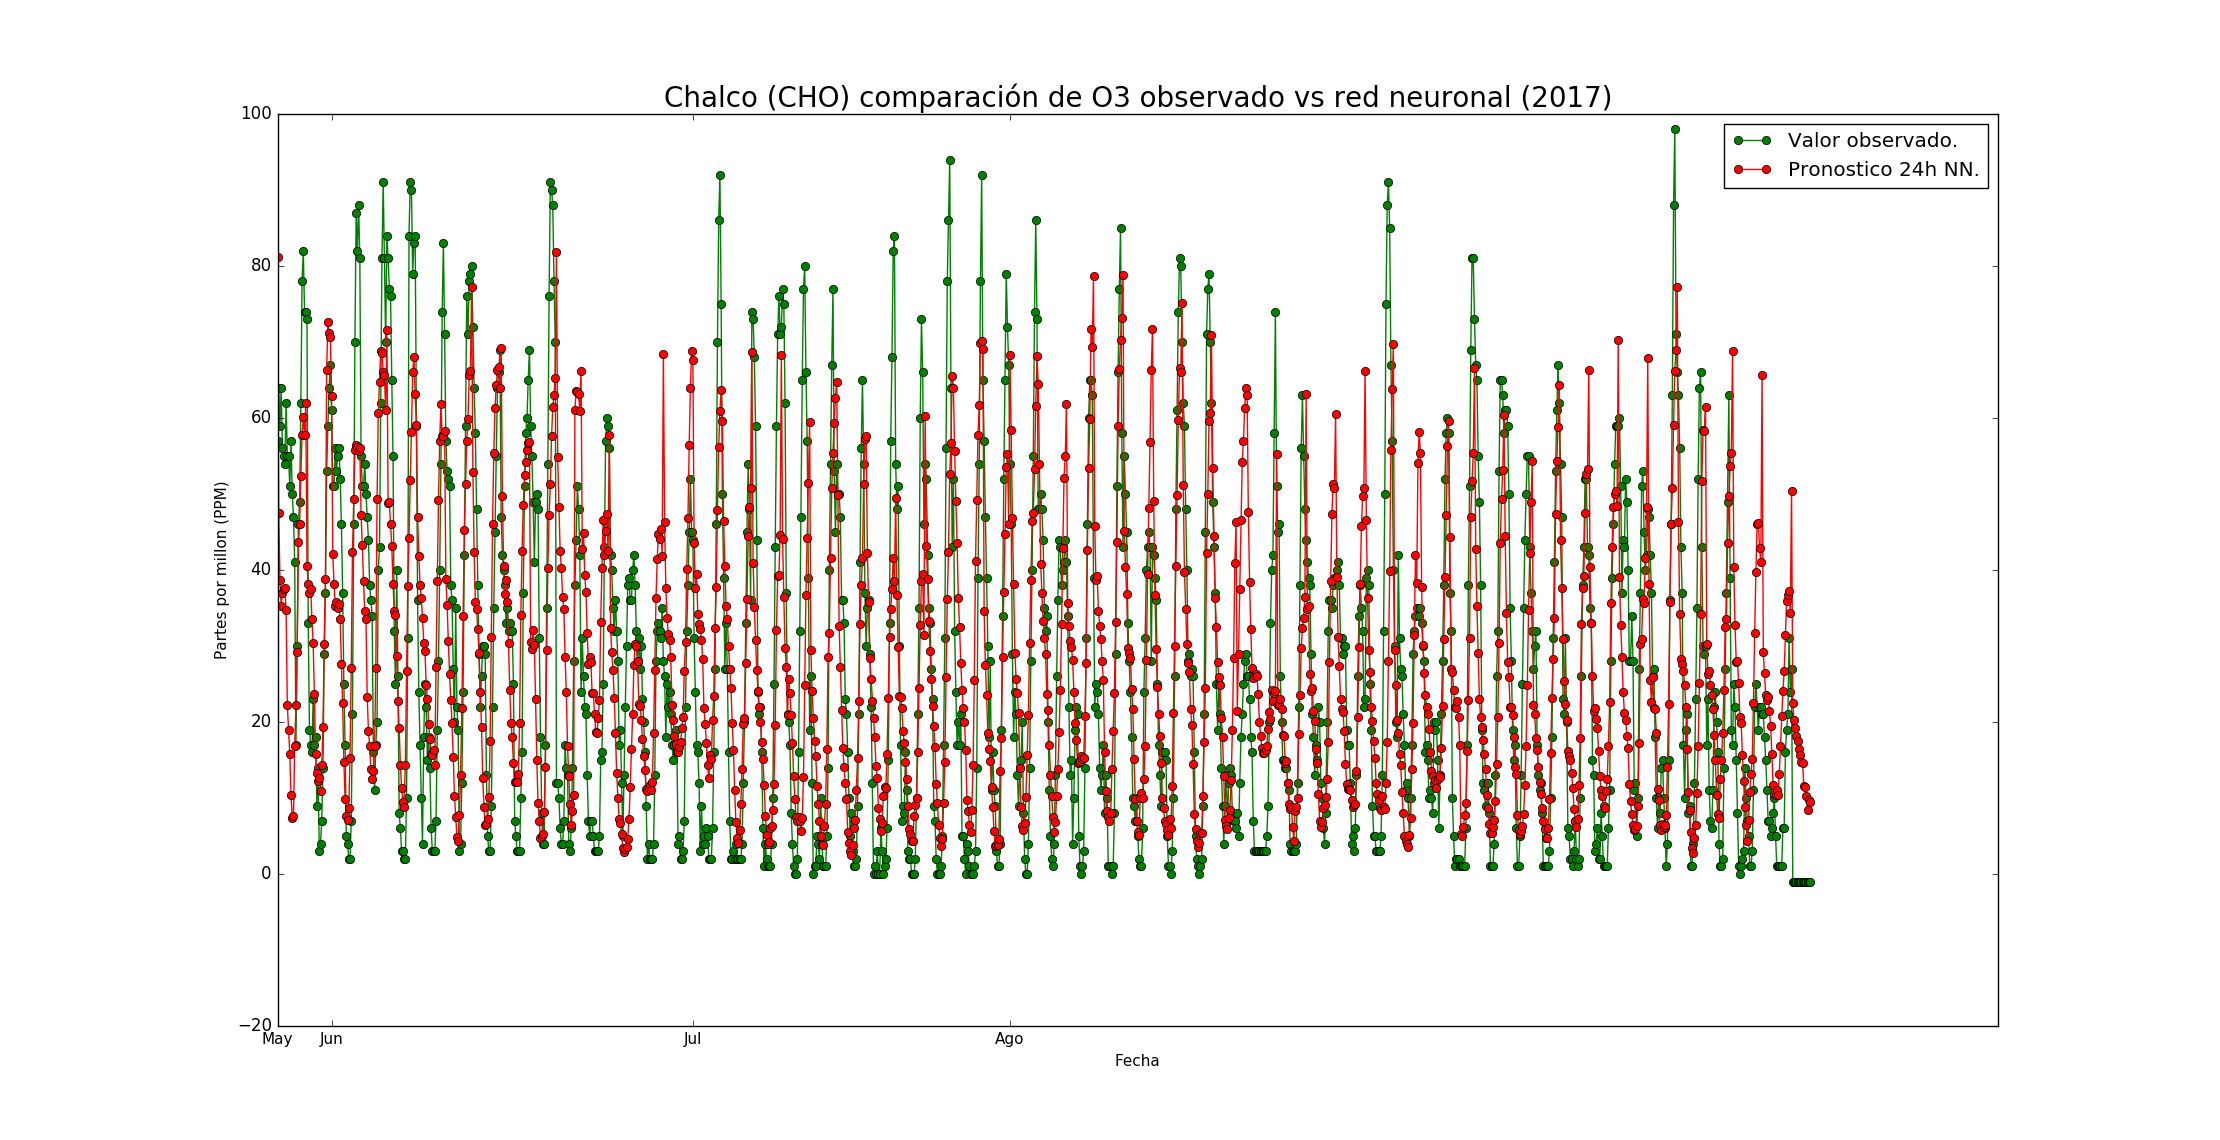 Chalco (CHO) comparación de O3 observado vs red neuronal (2017)
100
80
60
40
20
0
−20
Partes por millon (PPM)
Valor observado.
Pronostico 24h NN.
May Jun Jul Ago
Fecha